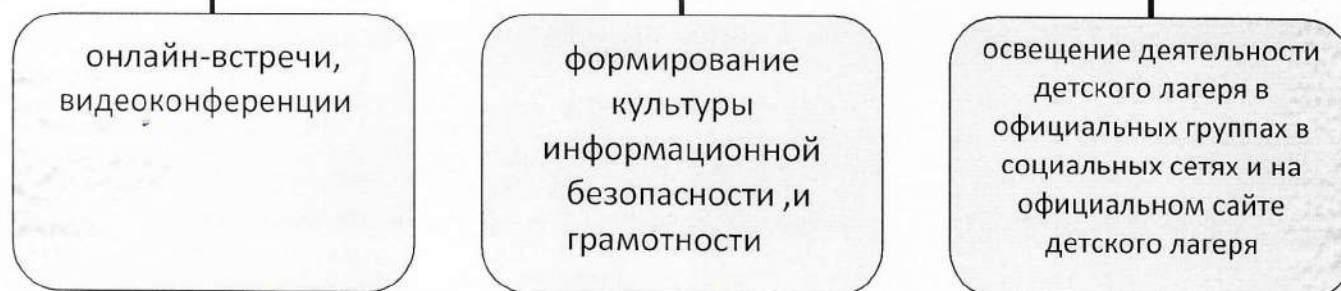 онлайн-встречи,
видеоконференции
формирование
культуры
информационной
безопасности ,и
грамотности
освещение деятельности
детского лагеря в
официальных группах в
социальных сетях и на
официальном сайте
детского лагеря